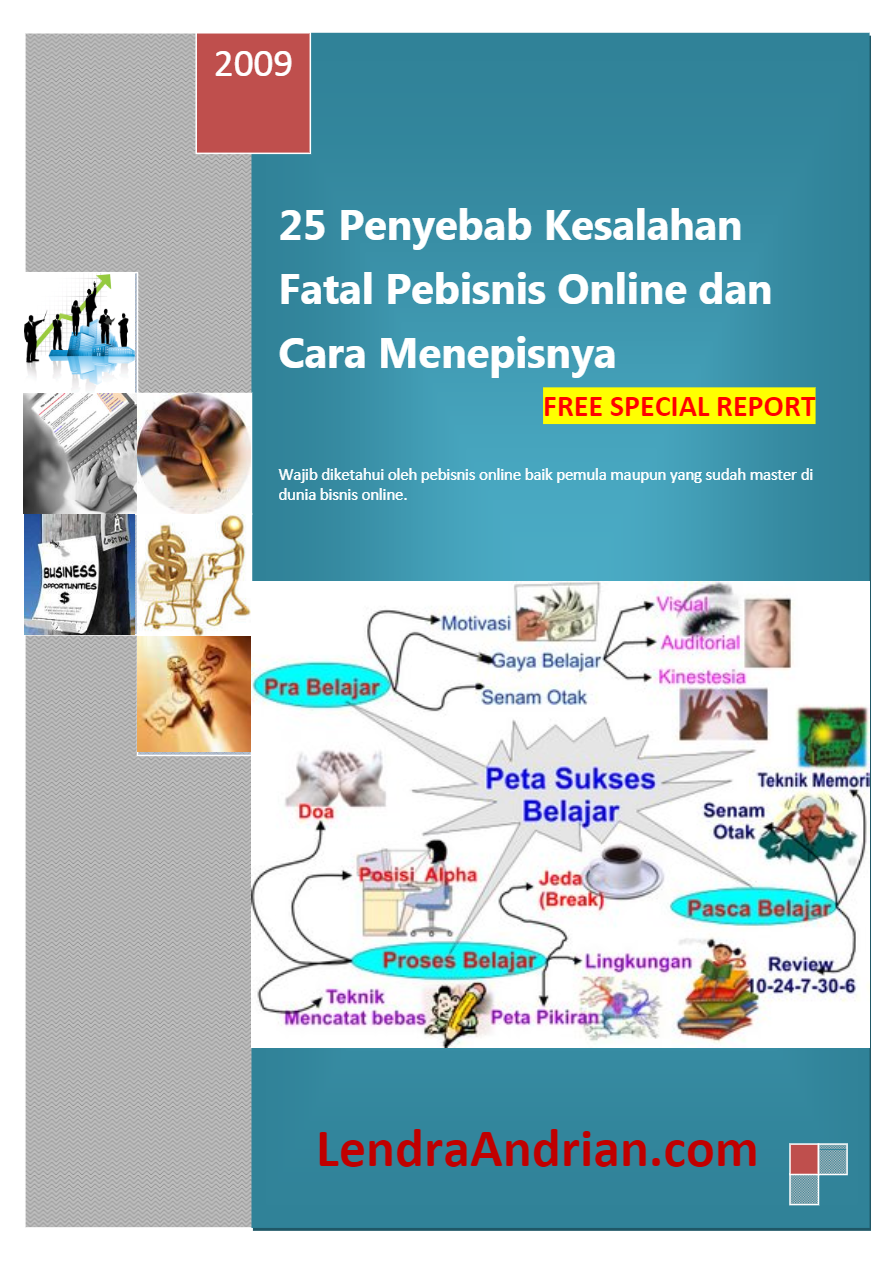 2009
25 Penyebab Kesalahan
Fatal Pebisnis Online dan
Cara Menepisnya
FREE SPECIAL REPORT
Wajib diketahui oleh pebisnis online baik pemula maupun yang sudah master di
dunia bisnis online.
BUSINESS
OPPORTUNITIES
$
$
SUCCESS
Motivasi
Gaya Belajar
Senam Otak
Visual
Auditorial
Kinestesia
Pra Belajar
Peta Sukses
Belajar
Teknik Memori
Senam
Otak
Doa
Posisi Alpha
Jeda
(Break)
Pasca Belajar
Proses Belajar
Lingkungan
Review
10-24-7-30-6
Teknik
Mencatat bebas
Peta Pikiran
LendraAndrian.com